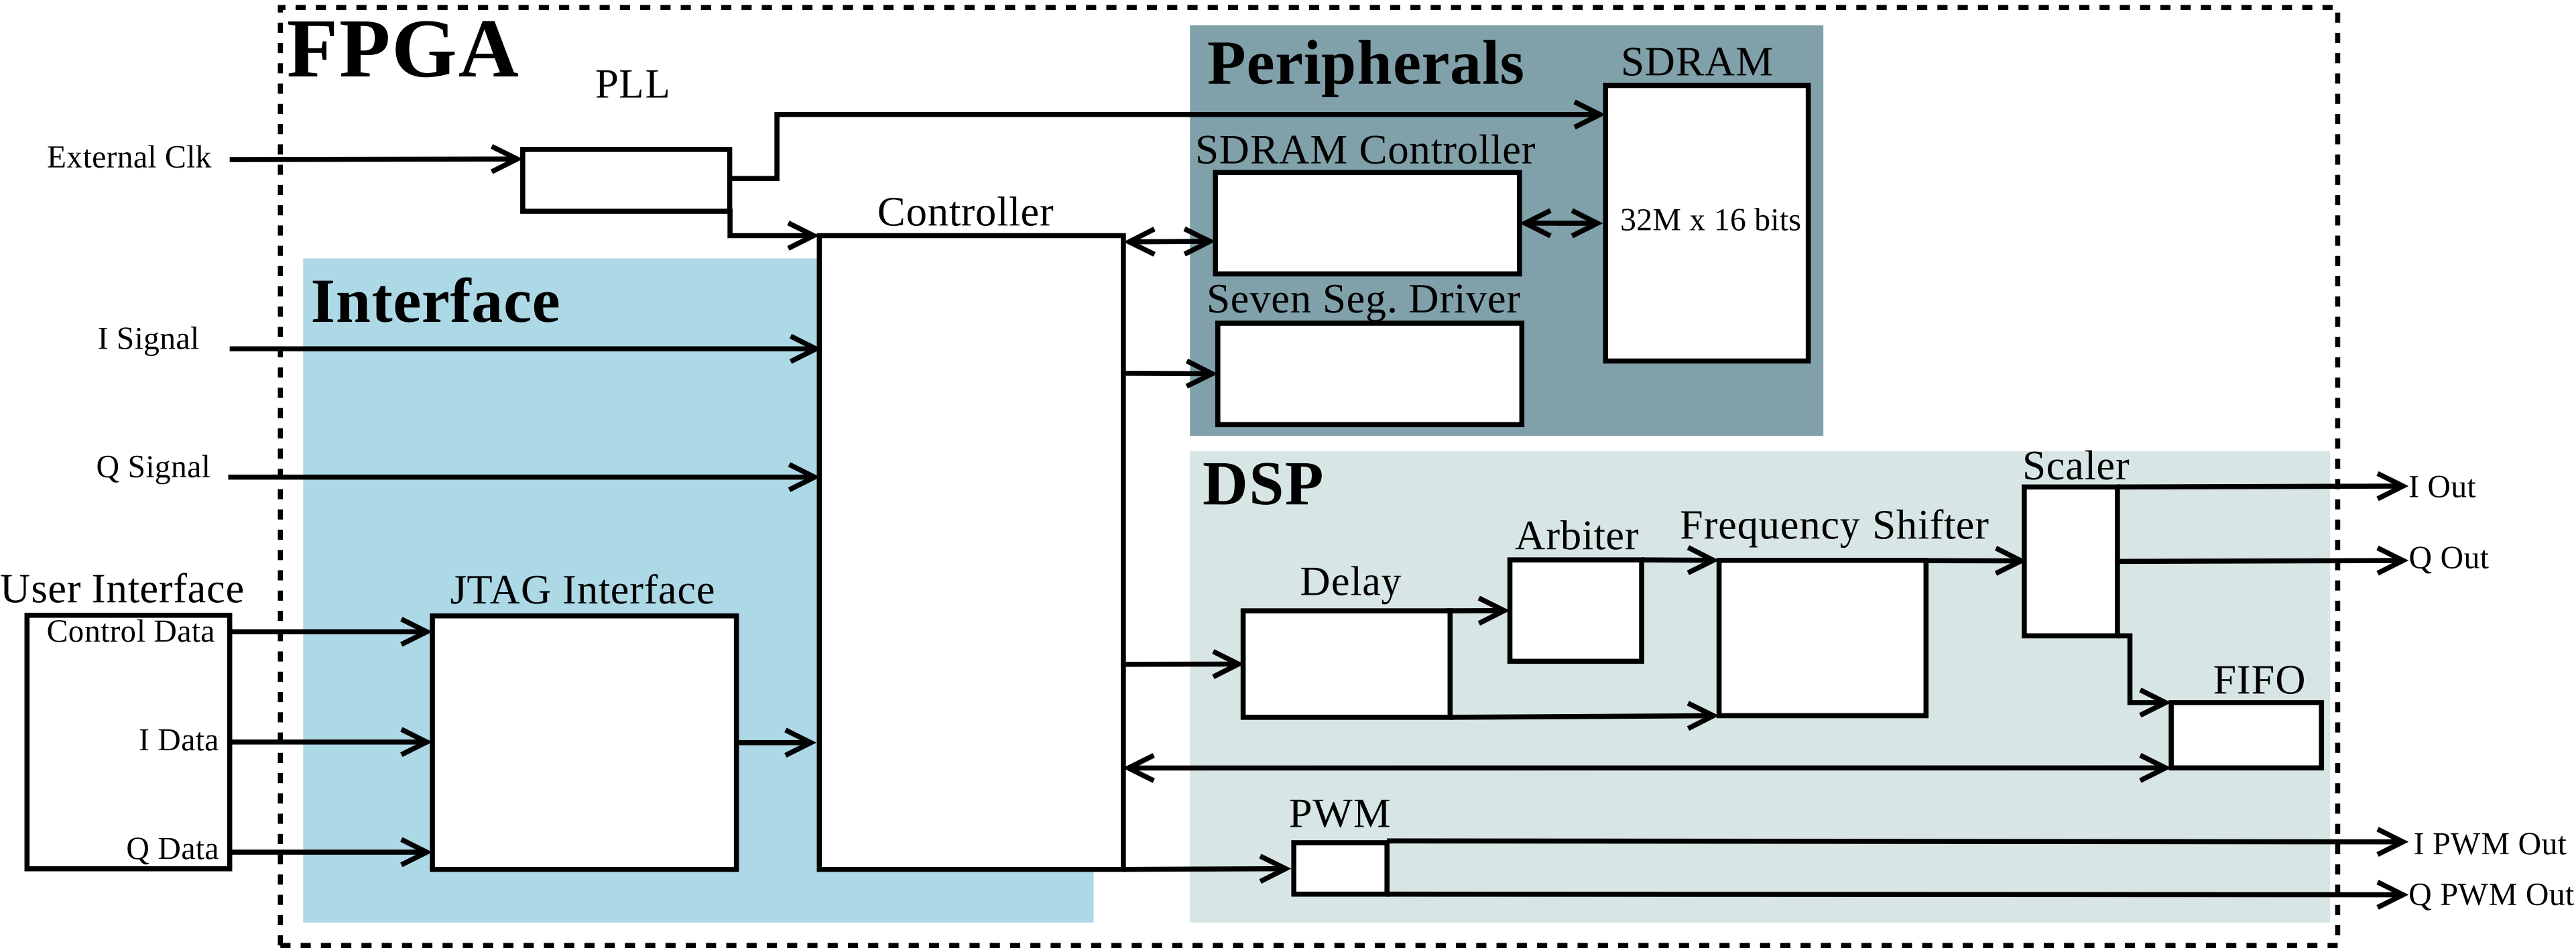 FPGA
PLL
Peripherals
SDRAM
External Clk
SDRAM Controller
Controller
32M x 16 bits
Interface
Seven Seg. Driver
I Signal
Q Signal
DSP
Scaler
I Out
Arbiter
Frequency Shifter
Q Out
User Interface
JTAG Interface
Delay
Control Data
FIFO
I Data
PWM
Q Data
I PWM Out
Q PWM Out